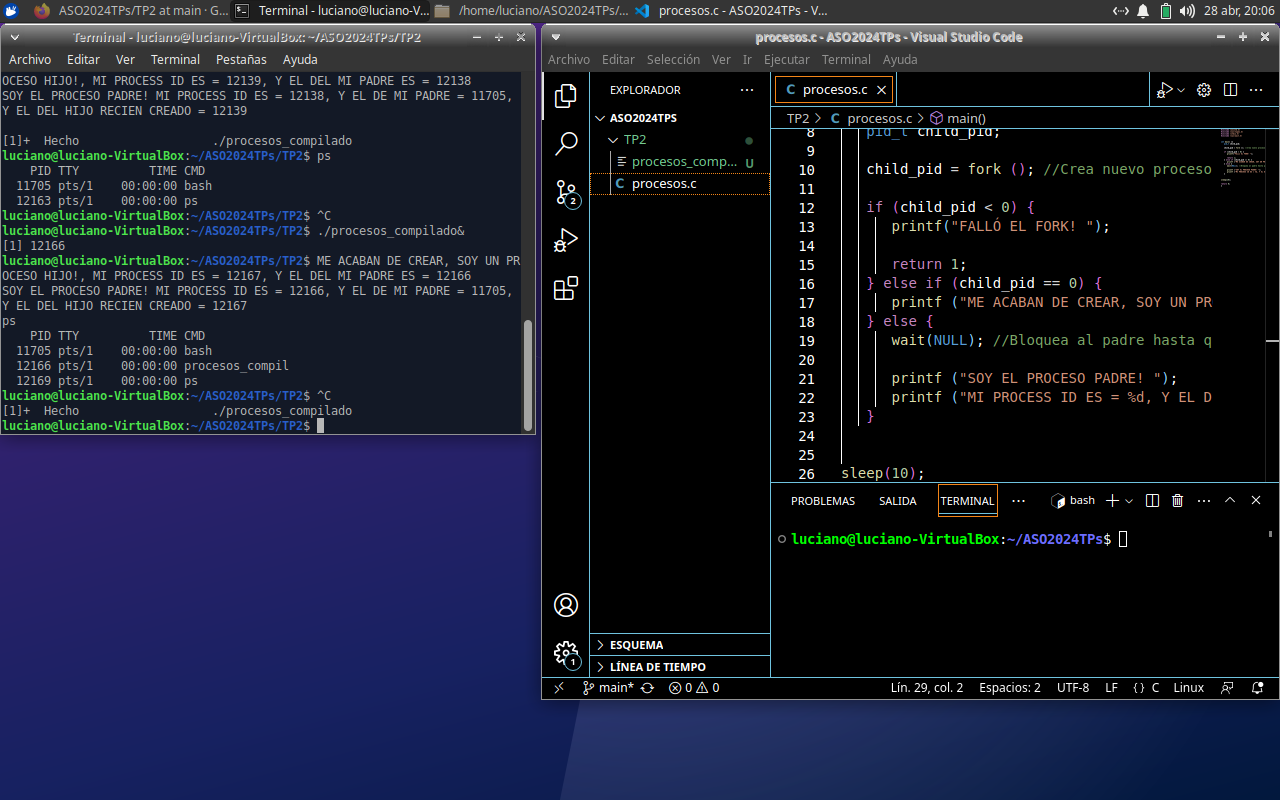 ASO2024TPs/TP2 at main · G...
Terminal - luciano@luciano-V...
/home/luciano/ASO2024TPs/...
procesos.c - ASO2024TPs - V...
28 abr, 20:06
Terminal - luciano@luciano-VirtualBox: ~/ASO2024TPs/TP2
Archivo Editar Ver Terminal Pestañas Ayuda
OCESO HIJO!, MI PROCESS ID ES = 12139, Y EL DEL MI PADRE ES = 12138
SOY EL PROCESO PADRE! MI PROCESS ID ES = 12138, Y EL DE MI PADRE = 11705,
Y EL DEL HIJO RECIEN CREADO = 12139
[1]+  Hecho                   ./procesos_compilado
luciano@luciano-VirtualBox:~/ASO2024TPs/TP2$ ps
    PID TTY          TIME CMD
  11705 pts/1    00:00:00 bash
  12163 pts/1    00:00:00 ps
luciano@luciano-VirtualBox:~/ASO2024TPs/TP2$ ^C
luciano@luciano-VirtualBox:~/ASO2024TPs/TP2$ ./procesos_compilado&
[1] 12166
luciano@luciano-VirtualBox:~/ASO2024TPs/TP2$ ME ACABAN DE CREAR, SOY UN PR
OCESO HIJO!, MI PROCESS ID ES = 12167, Y EL DEL MI PADRE ES = 12166
SOY EL PROCESO PADRE! MI PROCESS ID ES = 12166, Y EL DE MI PADRE = 11705,
Y EL DEL HIJO RECIEN CREADO = 12167
ps
    PID TTY          TIME CMD
  11705 pts/1    00:00:00 bash
  12166 pts/1    00:00:00 procesos_compil
  12169 pts/1    00:00:00 ps
luciano@luciano-VirtualBox:~/ASO2024TPs/TP2$ ^C
[1]+  Hecho                   ./procesos_compilado
luciano@luciano-VirtualBox:~/ASO2024TPs/TP2$
procesos.c - ASO2024TPs - Visual Studio Code
Archivo Editar Selección Ver Ir Ejecutar Terminal Ayuda
EXPLORADOR
ASO2024TPS
TP2
procesos_comp... U
C procesos.c
2
1
ESQUEMA
LÍNEA DE TIEMPO
C procesos.c
TP2 > C procesos.c > main()
8 pid_t child_pid;
9
10 child_pid = fork (); //Crea nuevo proceso
11
12 if (child_pid < 0) {
13 printf("FALLÓ EL FORK! ");
14
15 return 1;
16 } else if (child_pid == 0) {
17 printf ("ME ACABAN DE CREAR, SOY UN PR
18 } else {
19 wait(NULL); //Bloquea al padre hasta q
20
21 printf ("SOY EL PROCESO PADRE! ");
22 printf ("MI PROCESS ID ES = %d, Y EL D
23 }
24
25
26 sleep(10);
PROBLEMAS SALIDA TERMINAL ··· bash
luciano@luciano-VirtualBox:~/ASO2024TPs$
main* 0 0 Lín. 29, col. 2 Espacios: 2 UTF-8 LF {} C Linux